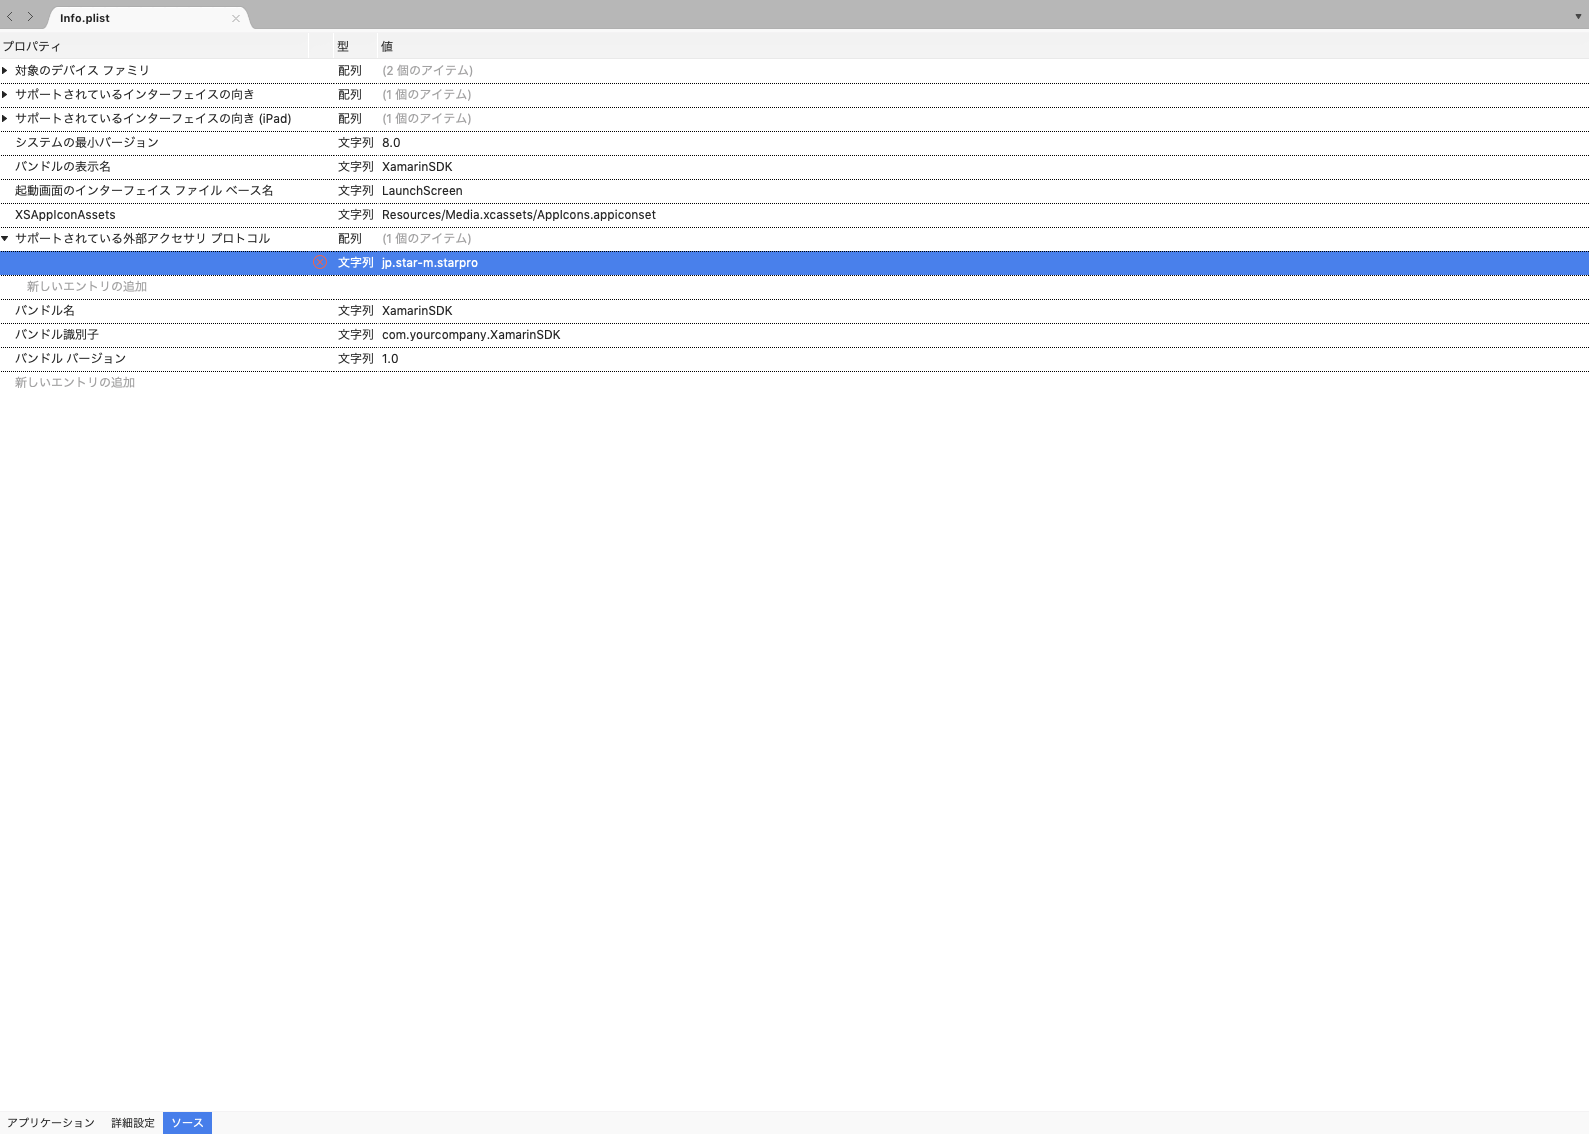 Info.plist
プロパティ 型 値
対象のデバイス ファミリ 配列 (2 個のアイテム)
サポートされているインターフェイスの向き 配列 (1 個のアイテム)
サポートされているインターフェイスの向き (iPad) 配列 (1 個のアイテム)
システムの最小バージョン 文字列 8.0
バンドルの表示名 文字列 XamarinSDK
起動画面のインターフェイス ファイル ベース名 文字列 LaunchScreen
XSAppIconAssets 文字列 Resources/Media.xcassets/AppIcons.appiconset
サポートされている外部アクセサリ プロトコル 配列 (1 個のアイテム)
文字列 jp.star-m.starpro
新しいエントリの追加
バンドル名 文字列 XamarinSDK
バンドル識別子 文字列 com.yourcompany.XamarinSDK
バンドル バージョン 文字列 1.0
新しいエントリの追加
アプリケーション 詳細設定 ソース